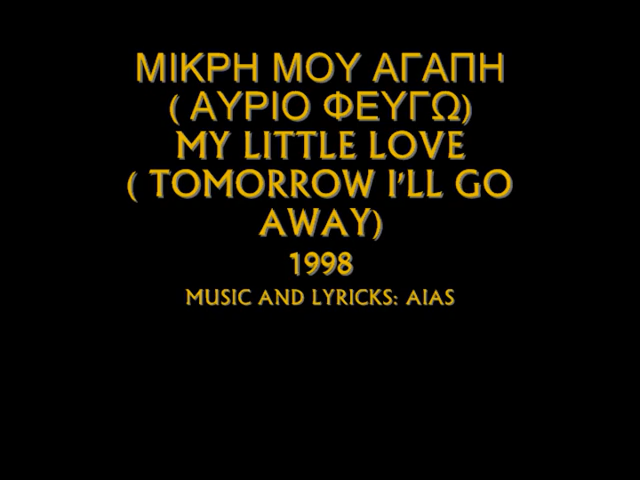 ΜΙΚΡΗ ΜΟΥ ΑΓΑΠΗ
( ΑΥΡΙΟ ΦΕΥΓΩ)
MY LITTLE LOVE
( TOMORROW I'LL GO
AWAY)
1998
MUSIC AND LYRICKS: AIAS